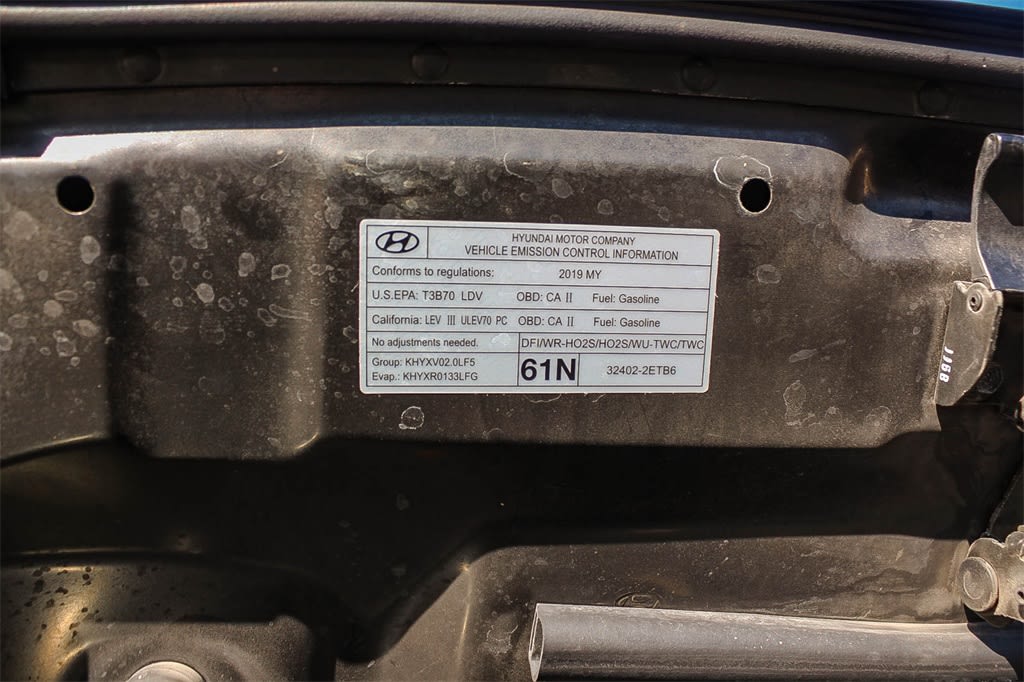 HYUNDAI MOTOR COMPANY
VEHICLE EMISSION CONTROL INFORMATION
Conforms to regulations: 2019 MY
U.S.EPA: T3B70 LDV OBD: CA II Fuel: Gasoline
California: LEV III ULEV70 PC OBD: CA II Fuel: Gasoline
No adjustments needed. DFI/WR-HO2S/HO2S/WU-TWC/TWC
Group: KHYXV02.0LF5
Evap.: KHYXR0133LFG
61N 32402-2ETB6